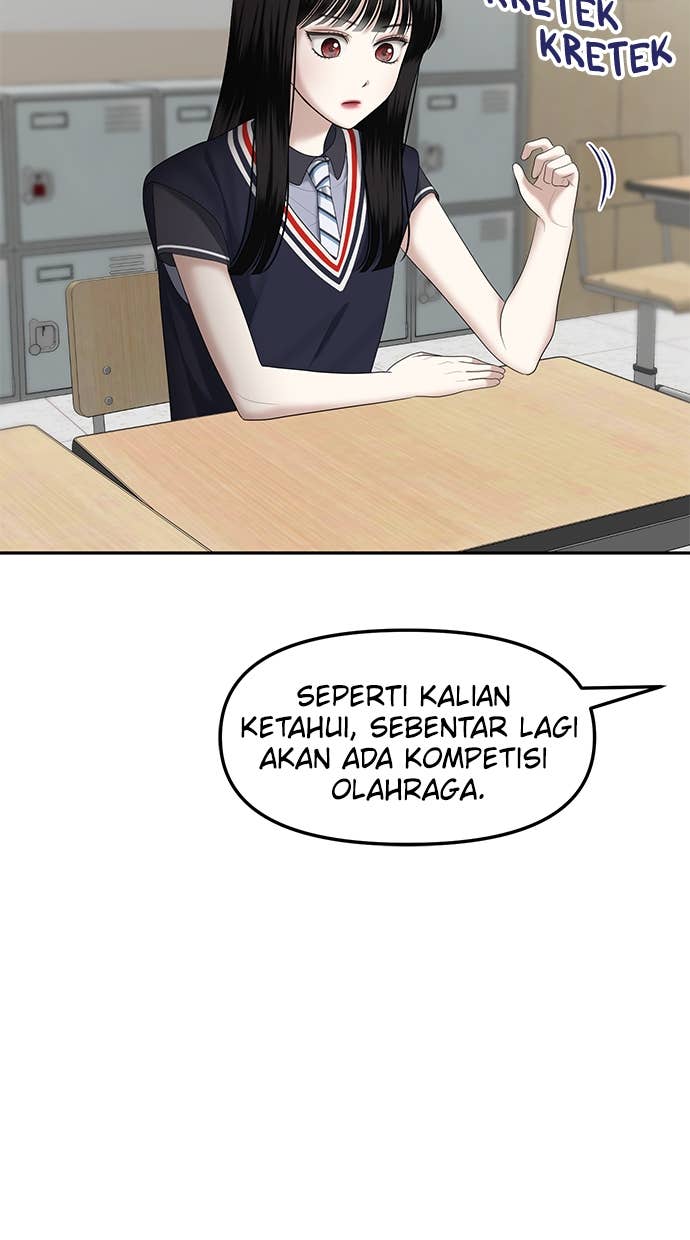 KRETEK
KRETEK
SEPERTI KALIAN
KETAHUI, SEBENTAR LAGI
AKAN ADA KOMPETISI
OLAHRAGA.